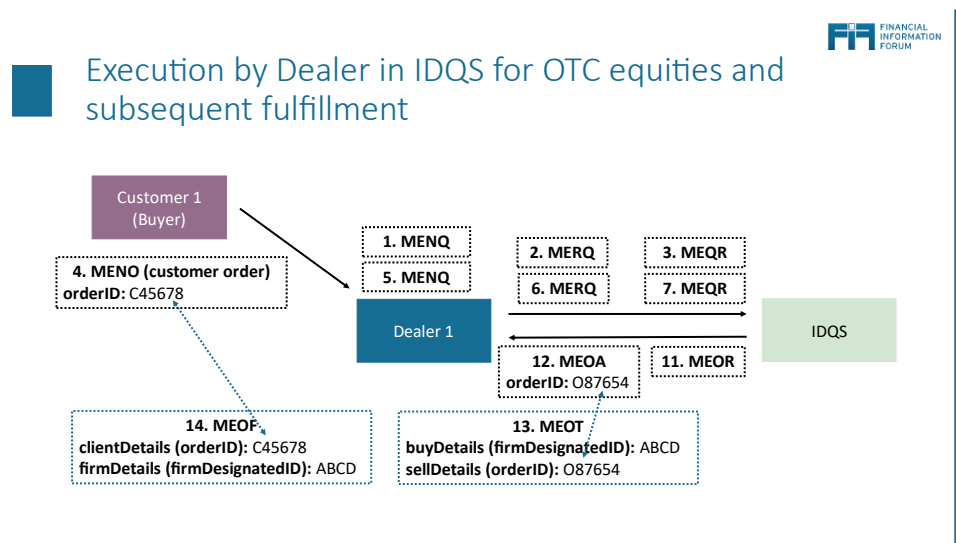 FINANCIAL
INFORMATION
FORUM
Execution by Dealer in IDQS for OTC equities and
subsequent fulfillment
Customer 1
(Buyer)
4. MENO (customer order)
orderID: C45678
1. MENQ
5. MENQ
2. MERQ
3. MEQR
6. MERQ
7. MEQR
Dealer 1
IDQS
12. MEOA
orderID: O87654
11. MEOR
14. MEOF
clientDetails (orderID): C45678
firmDetails (firmDesignatedID): ABCD
13. MEOT
buyDetails (firmDesignatedID): ABCD
sellDetails (orderID): O87654